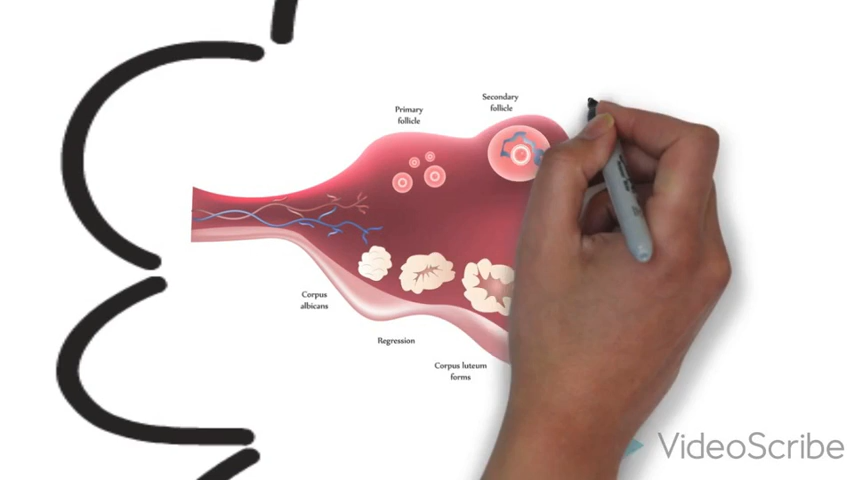 Secondary
follicle
Primary
follicle
Corpus
albicans
Regression
Corpus luteum
forms
VideoScribe